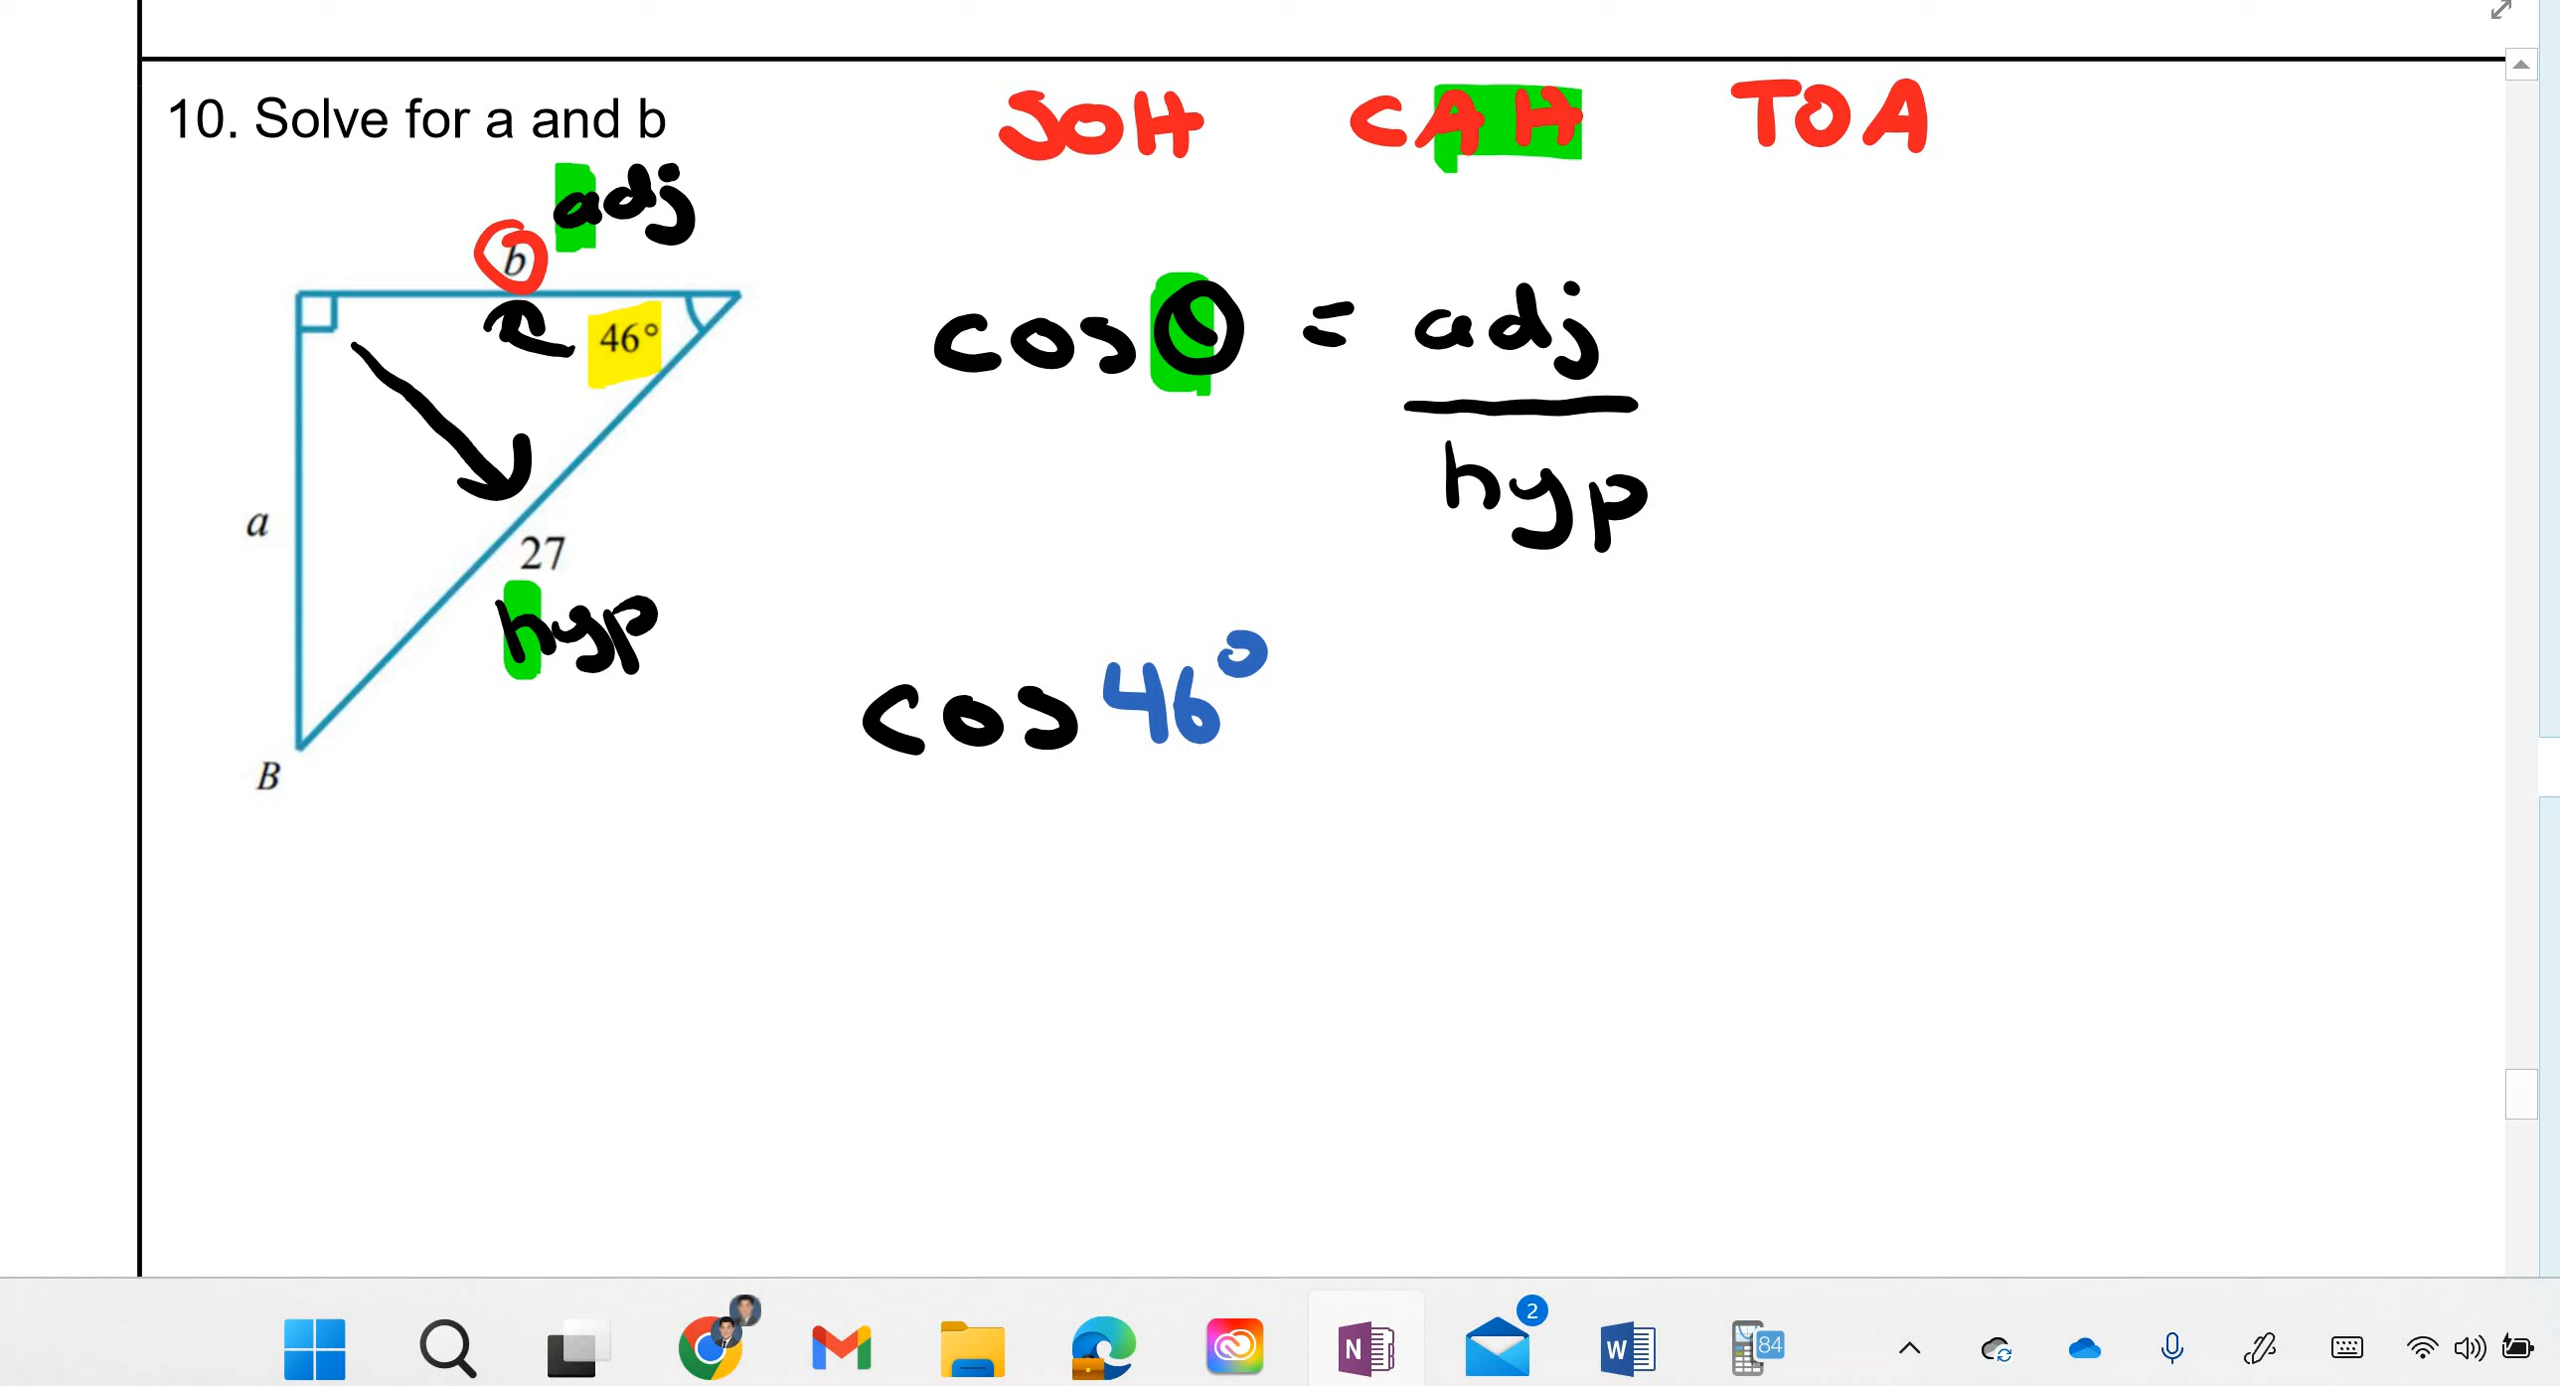 10. Solve for a and b
SOH CAH TOA
adj
b
46°
cos θ = adj
hyp
a
27
hyp
cos 46°
B
2
N
W
84